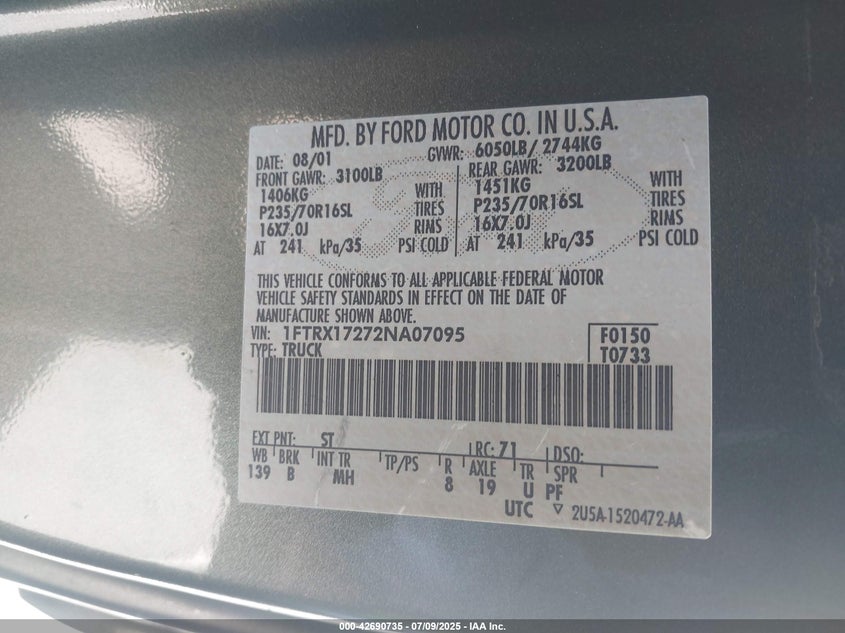 MFD. BY FORD MOTOR CO. IN U.S.A.
DATE: 08/01 GVWR: 6050LB/ 2744KG
FRONT GAWR: 3100LB REAR GAWR: 3200LB
1406KG WITH 1451KG WITH
P235/70R16SL TIRES P235/70R16SL TIRES
16X7.0J RIMS 16X7.0J RIMS
AT 241 kPa/35 PSI COLD AT 241 kPa/35 PSI COLD
THIS VEHICLE CONFORMS TO ALL APPLICABLE FEDERAL MOTOR
VEHICLE SAFETY STANDARDS IN EFFECT ON THE DATE OF
MANUFACTURE SHOWN ABOVE.
VIN: 1FTRX17272NA07095 F0150
TYPE: TRUCK T0733
EXT PNT: ST RC: 71 DSO:
WB BRK INT TR TP/PS R AXLE TR SPR
139 B MH 8 19 U PF
UTC ▽ 2U5A-1520472-AA
000-42690735 - 07/09/2025 - IAA Inc.